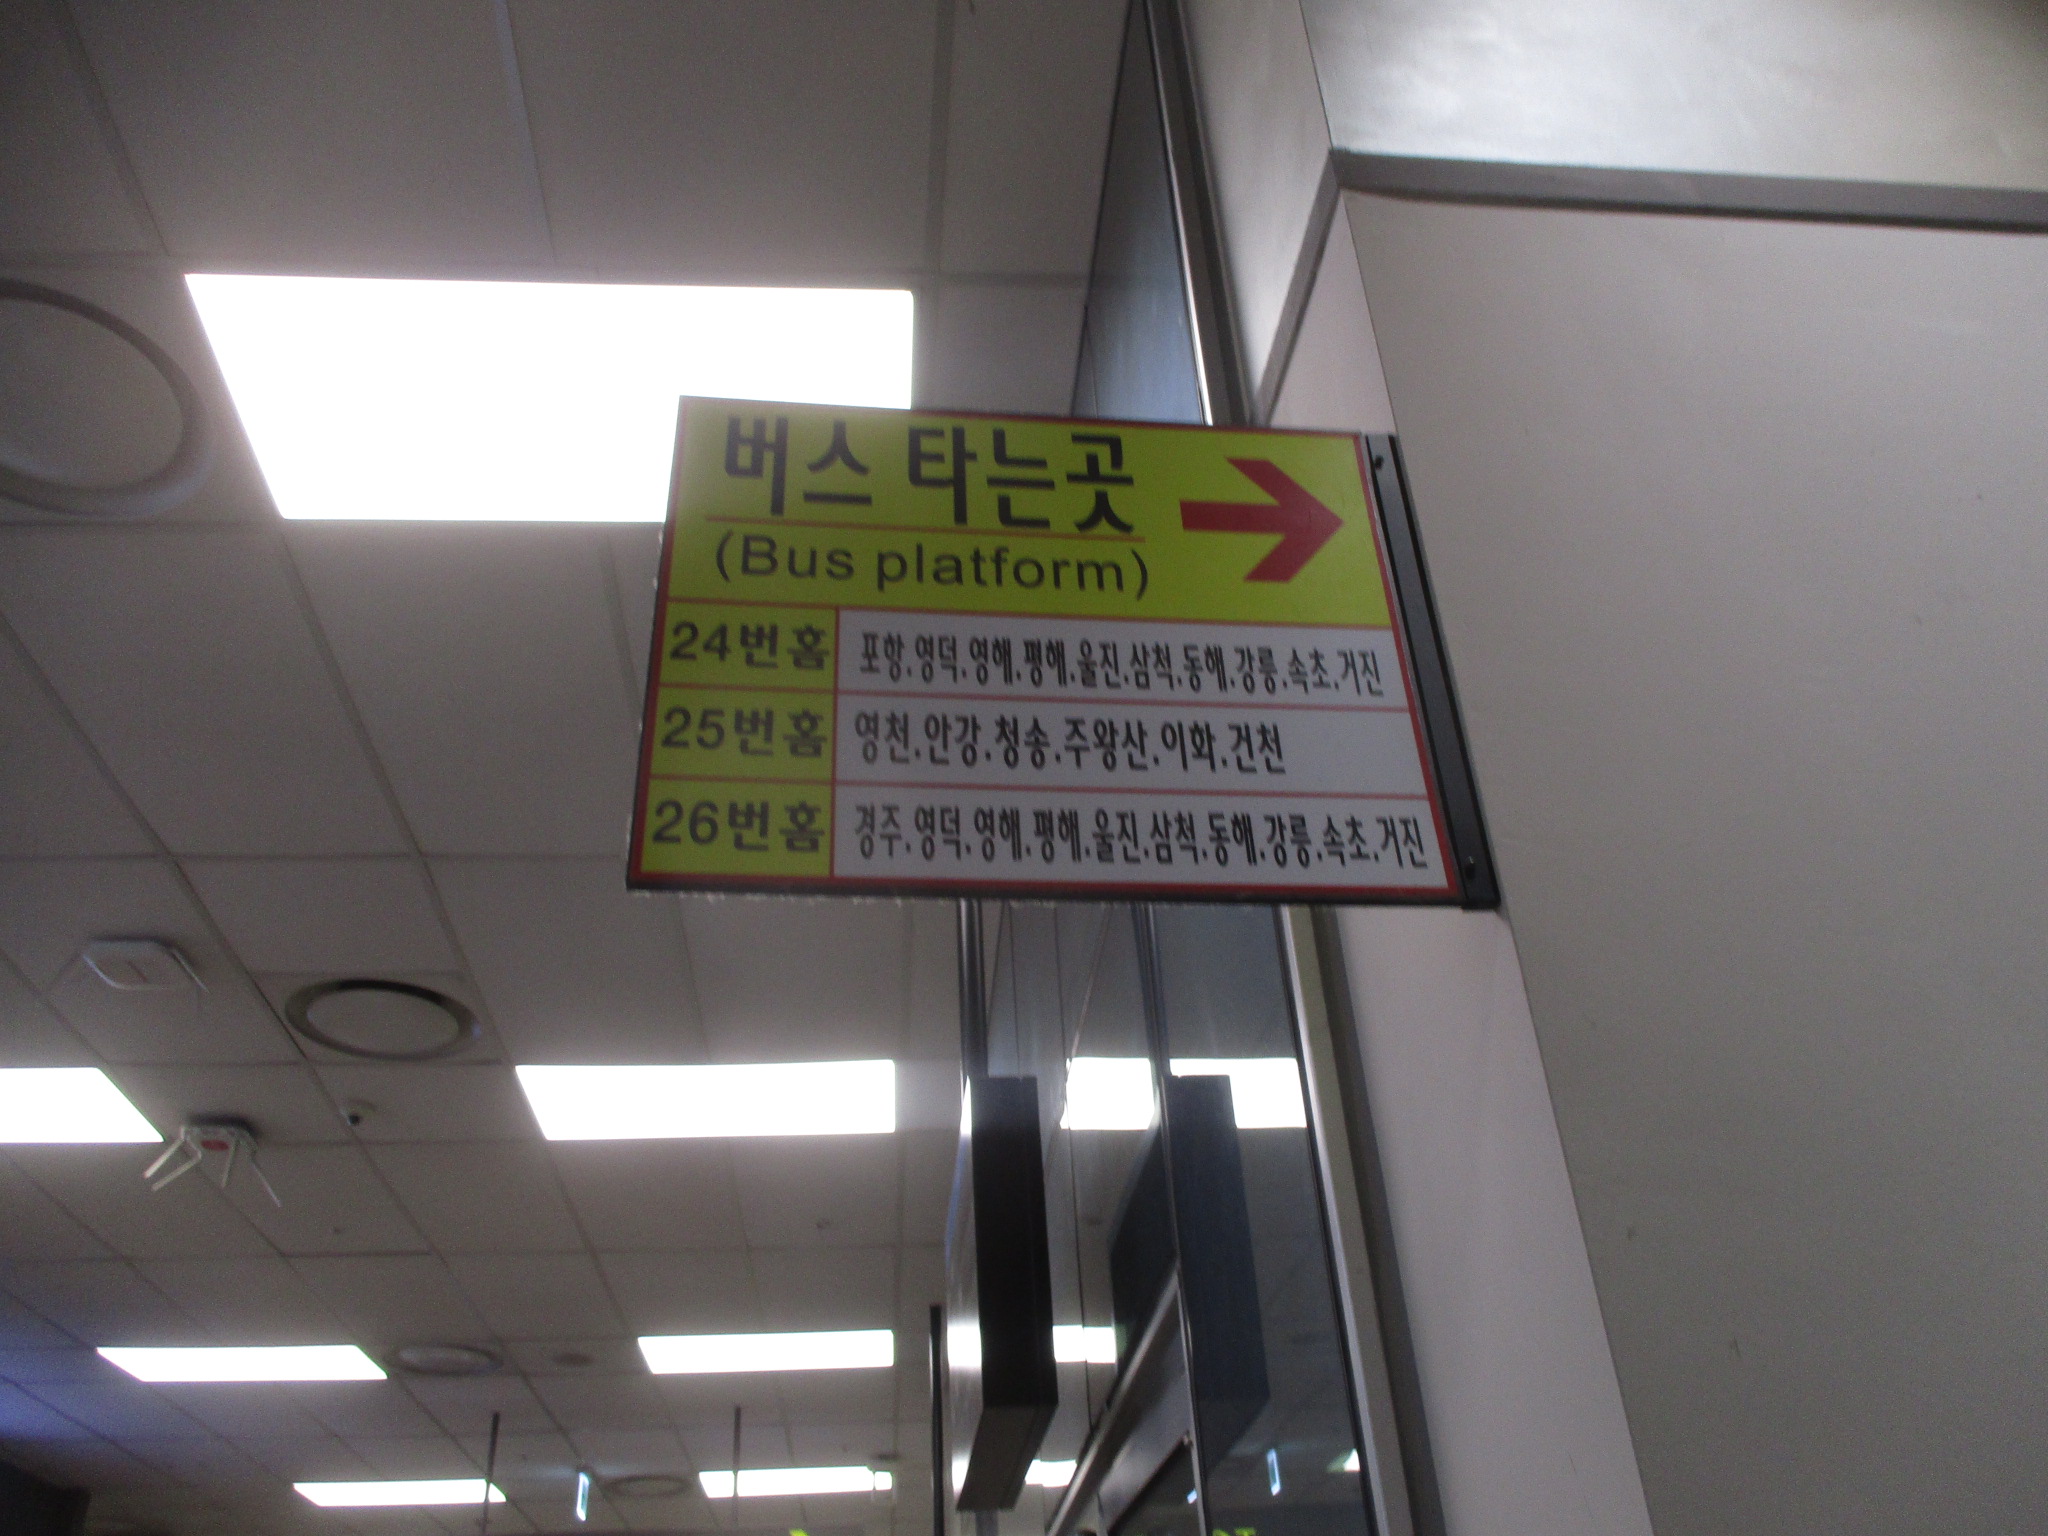 버스 타는곳
(Bus platform)
24번홈 포항.영덕.영해.평해.울진.삼척.동해.강릉.속초.거진
25번홈 영천.안강.청송.주왕산.이화.건천
26번홈 경주.영덕.영해.평해.울진.삼척.동해.강릉.속초.거진